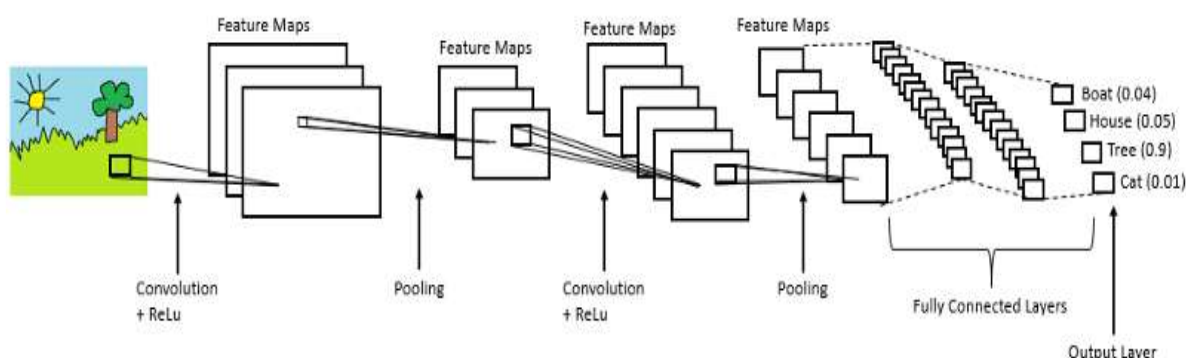 Feature Maps
Feature Maps
Feature Maps
Feature Maps
Boat (0.04)
House (0.05)
Tree (0.9)
Cat (0.01)
Convolution
+ ReLu
Pooling
Convolution
+ ReLu
Pooling
Fully Connected Layers
Output Layer